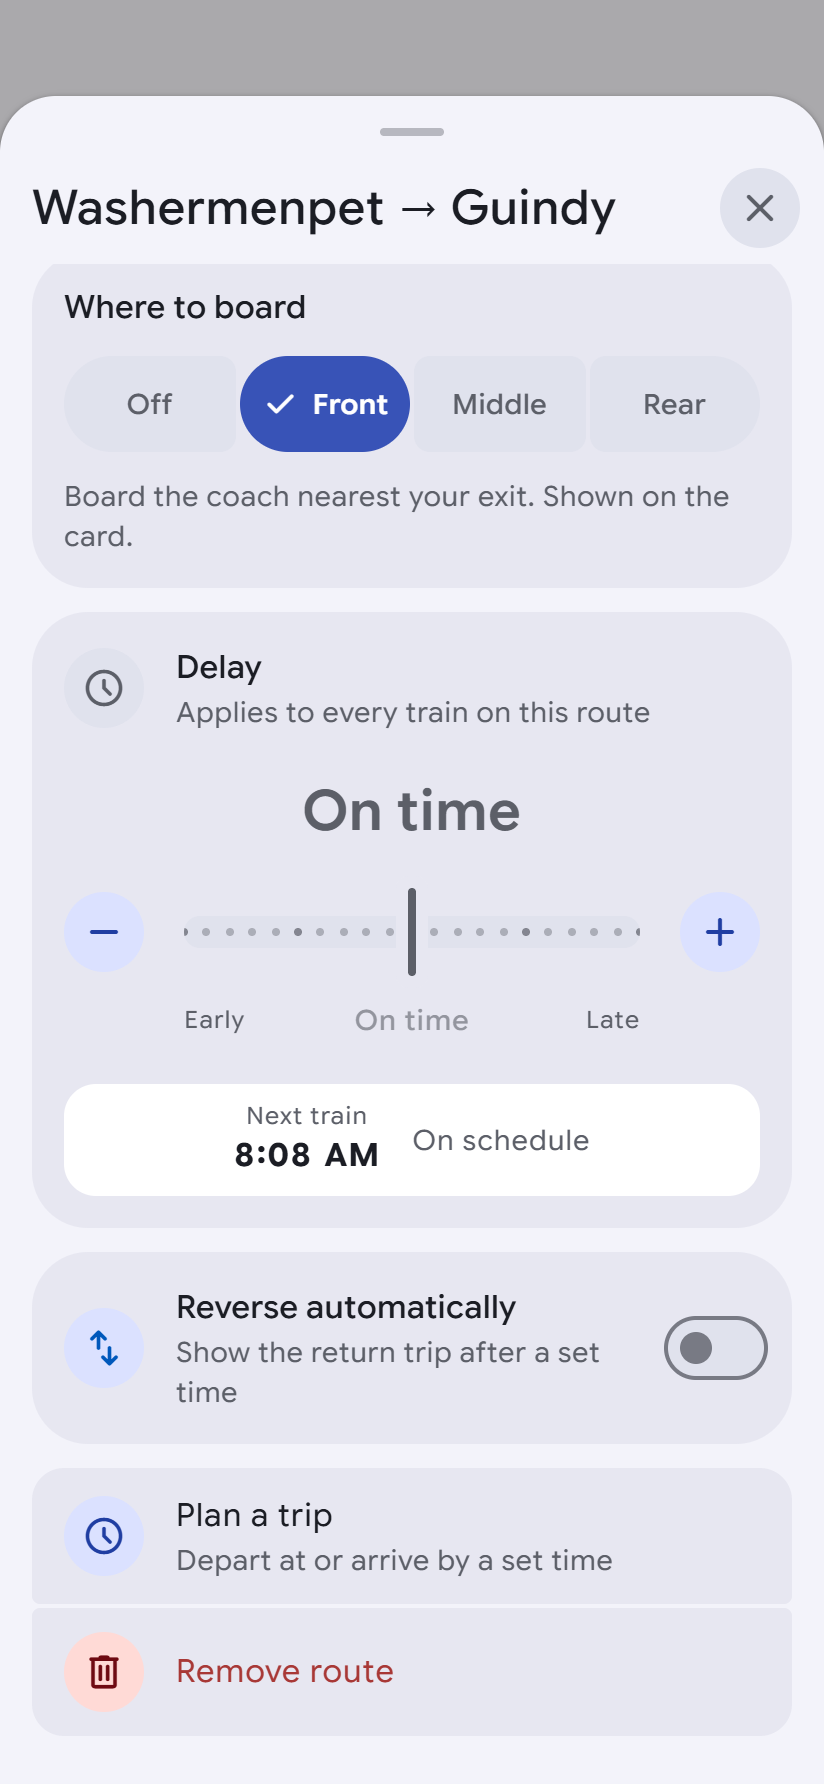 Washermenpet → Guindy
Where to board
Off
Front
Middle
Rear
Board the coach nearest your exit. Shown on the
card.
Delay
Applies to every train on this route
On time
Early
On time
Late
Next train
8:08 AM
On schedule
Reverse automatically
Show the return trip after a set
time
Plan a trip
Depart at or arrive by a set time
Remove route